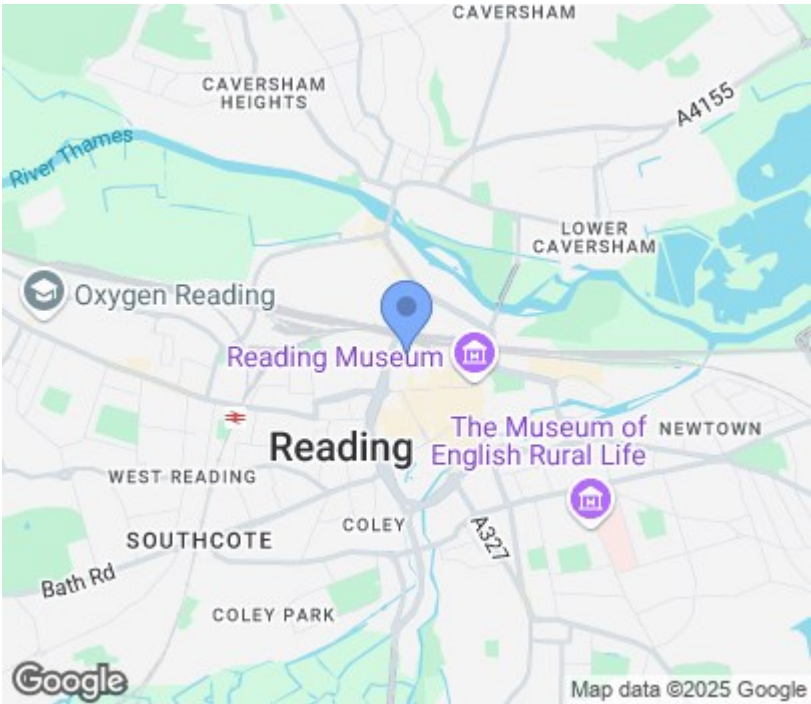 CAVERSHAM
CAVERSHAM
HEIGHTS
A4155
River Thames
LOWER
CAVERSHAM
Oxygen Reading
Reading Museum
The Museum of
English Rural Life
NEWTOWN
Reading
WEST READING
COLEY
A327
SOUTHCOTE
Bath Rd
COLEY PARK
Google
Map data ©2025 Google